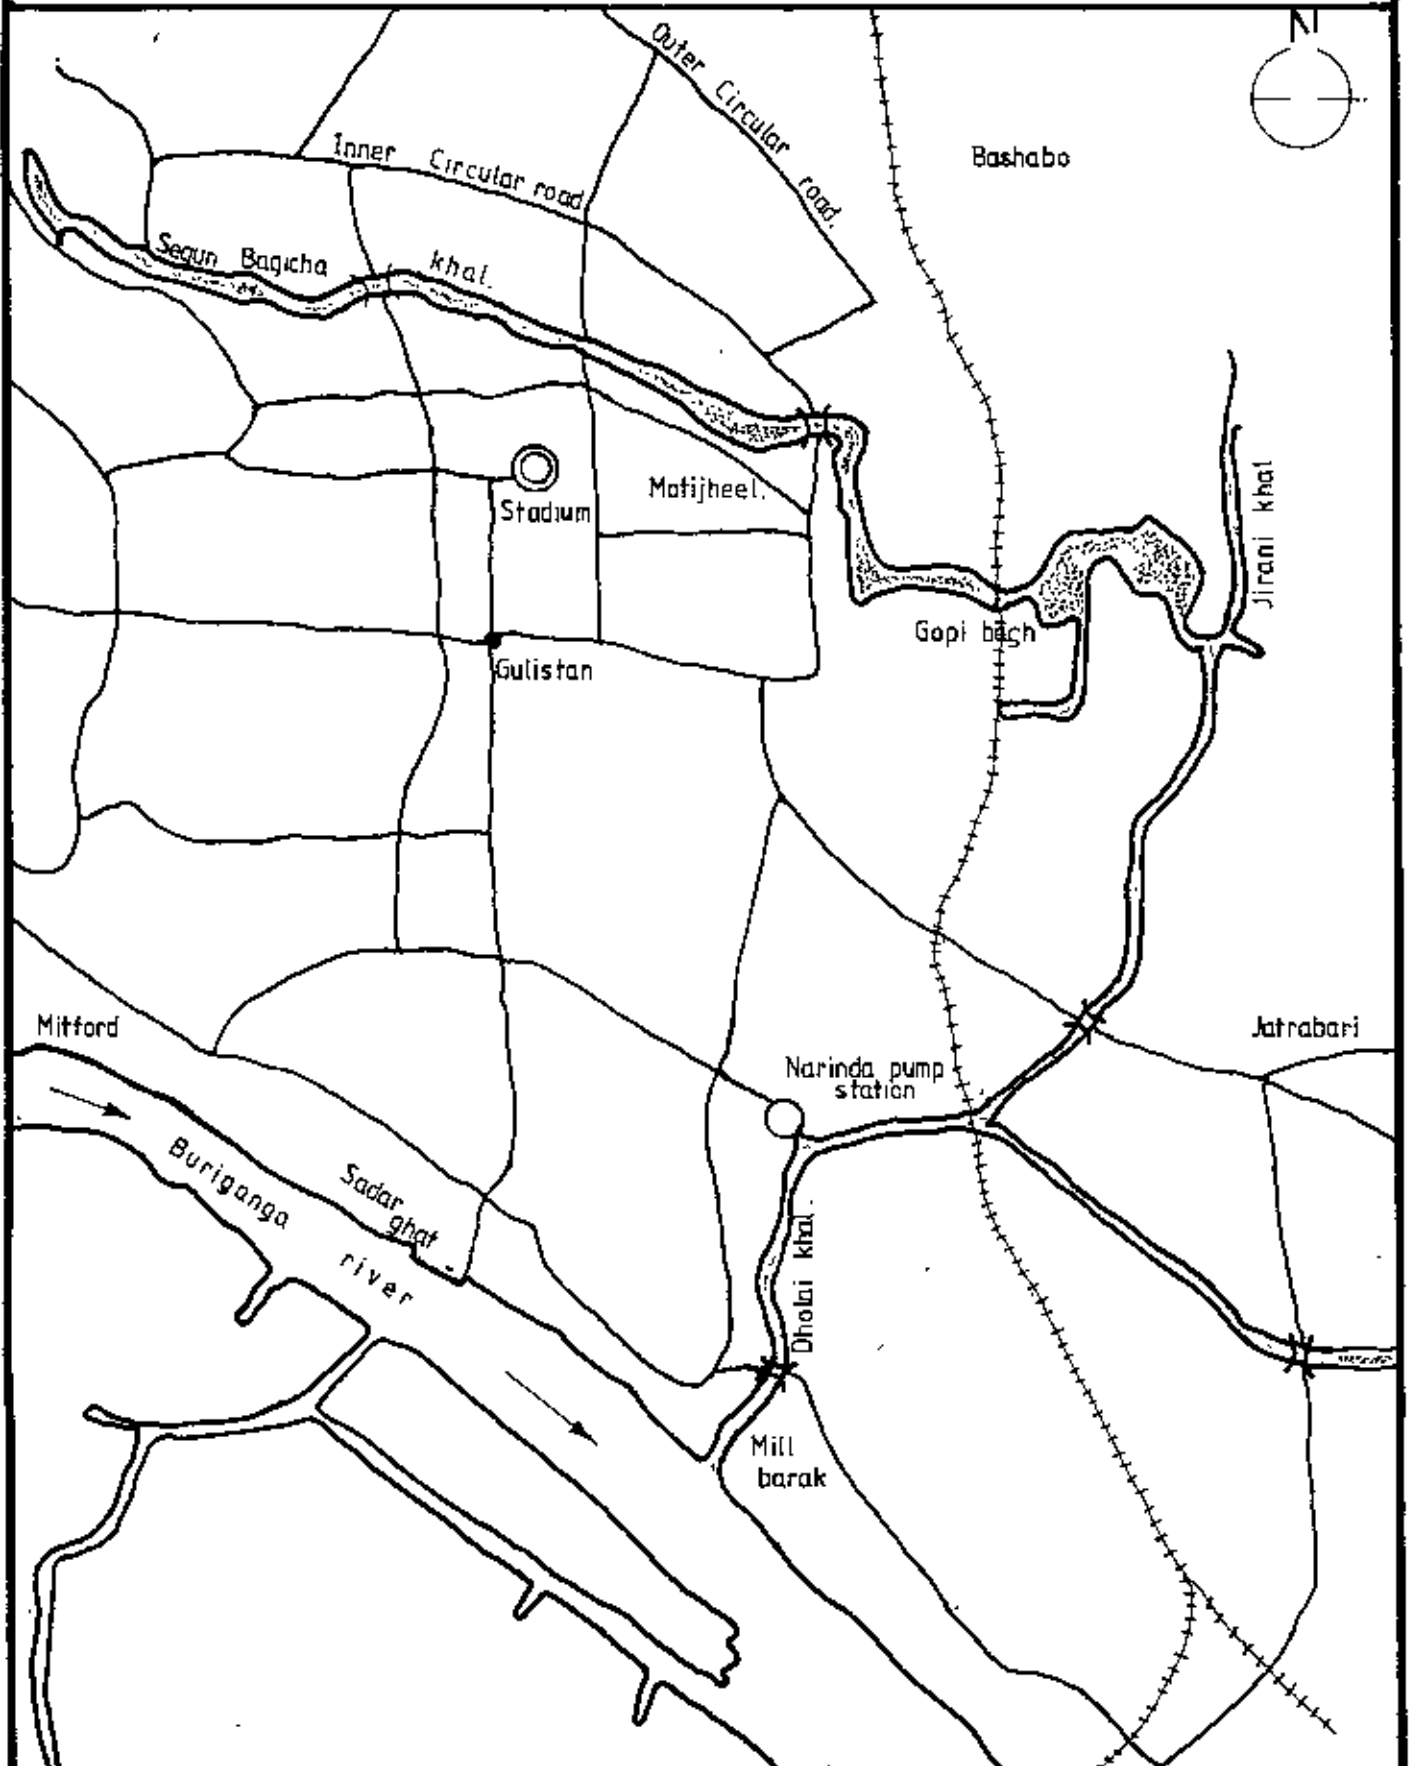 N
Outer Circular road.
Bashabo
Inner Circular road
Segun Bagicha khal.
Motijheel.
Stadium
Jirani khal
Gopi bagh
Gulistan
Mitford
Jatrabari
Narinda pump
station
Buriganga river
Sadar
ghat
Dholai khal.
Mill
barak